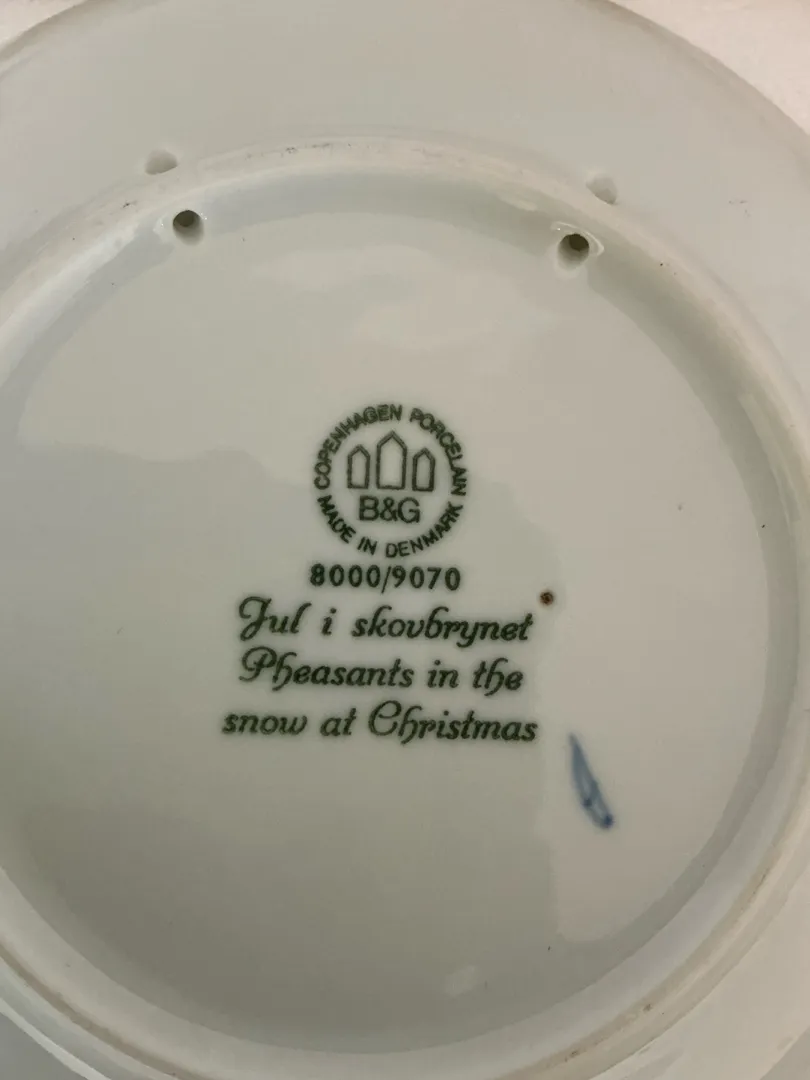 COPENHAGEN PORCELAIN
B&G
MADE IN DENMARK
8000/9070
Jul i skovbrynet
Pheasants in the
snow at Christmas